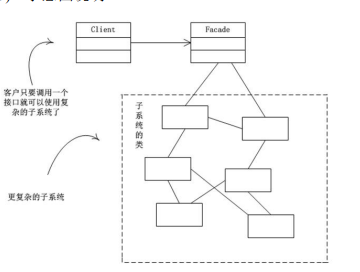 Client
Facade
客户只要调用一个
接口就可以使用复
杂的子系统了
子系统的类
更复杂的子系统